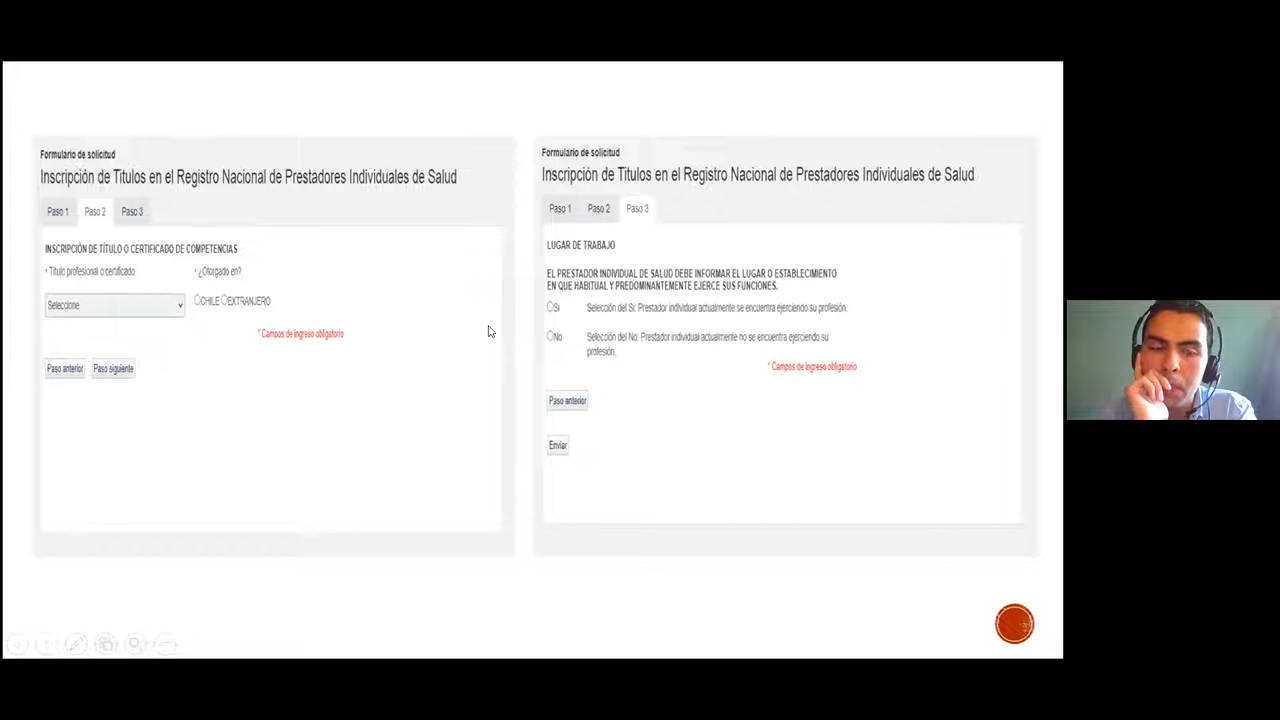 Formulario de solicitud
Inscripción de Títulos en el Registro Nacional de Prestadores Individuales de Salud
Paso 1 Paso 2 Paso 3
INSCRIPCIÓN DE TÍTULO O CERTIFICADO DE COMPETENCIAS
* Título profesional o certificado * ¿Otorgado en?
Seleccione CHILE EXTRANJERO
* Campos de ingreso obligatorio
Paso anterior Paso siguiente
Formulario de solicitud
Inscripción de Títulos en el Registro Nacional de Prestadores Individuales de Salud
Paso 1 Paso 2 Paso 3
LUGAR DE TRABAJO
EL PRESTADOR INDIVIDUAL DE SALUD DEBE INFORMAR EL LUGAR O ESTABLECIMIENTO
EN QUE HABITUAL Y PREDOMINANTEMENTE EJERCE SUS FUNCIONES.
Si Selección del Si: Prestador individual actualmente se encuentra ejerciendo su profesión.
No Selección del No: Prestador individual actualmente no se encuentra ejerciendo su
profesión.
* Campos de ingreso obligatorio
Paso anterior
Enviar